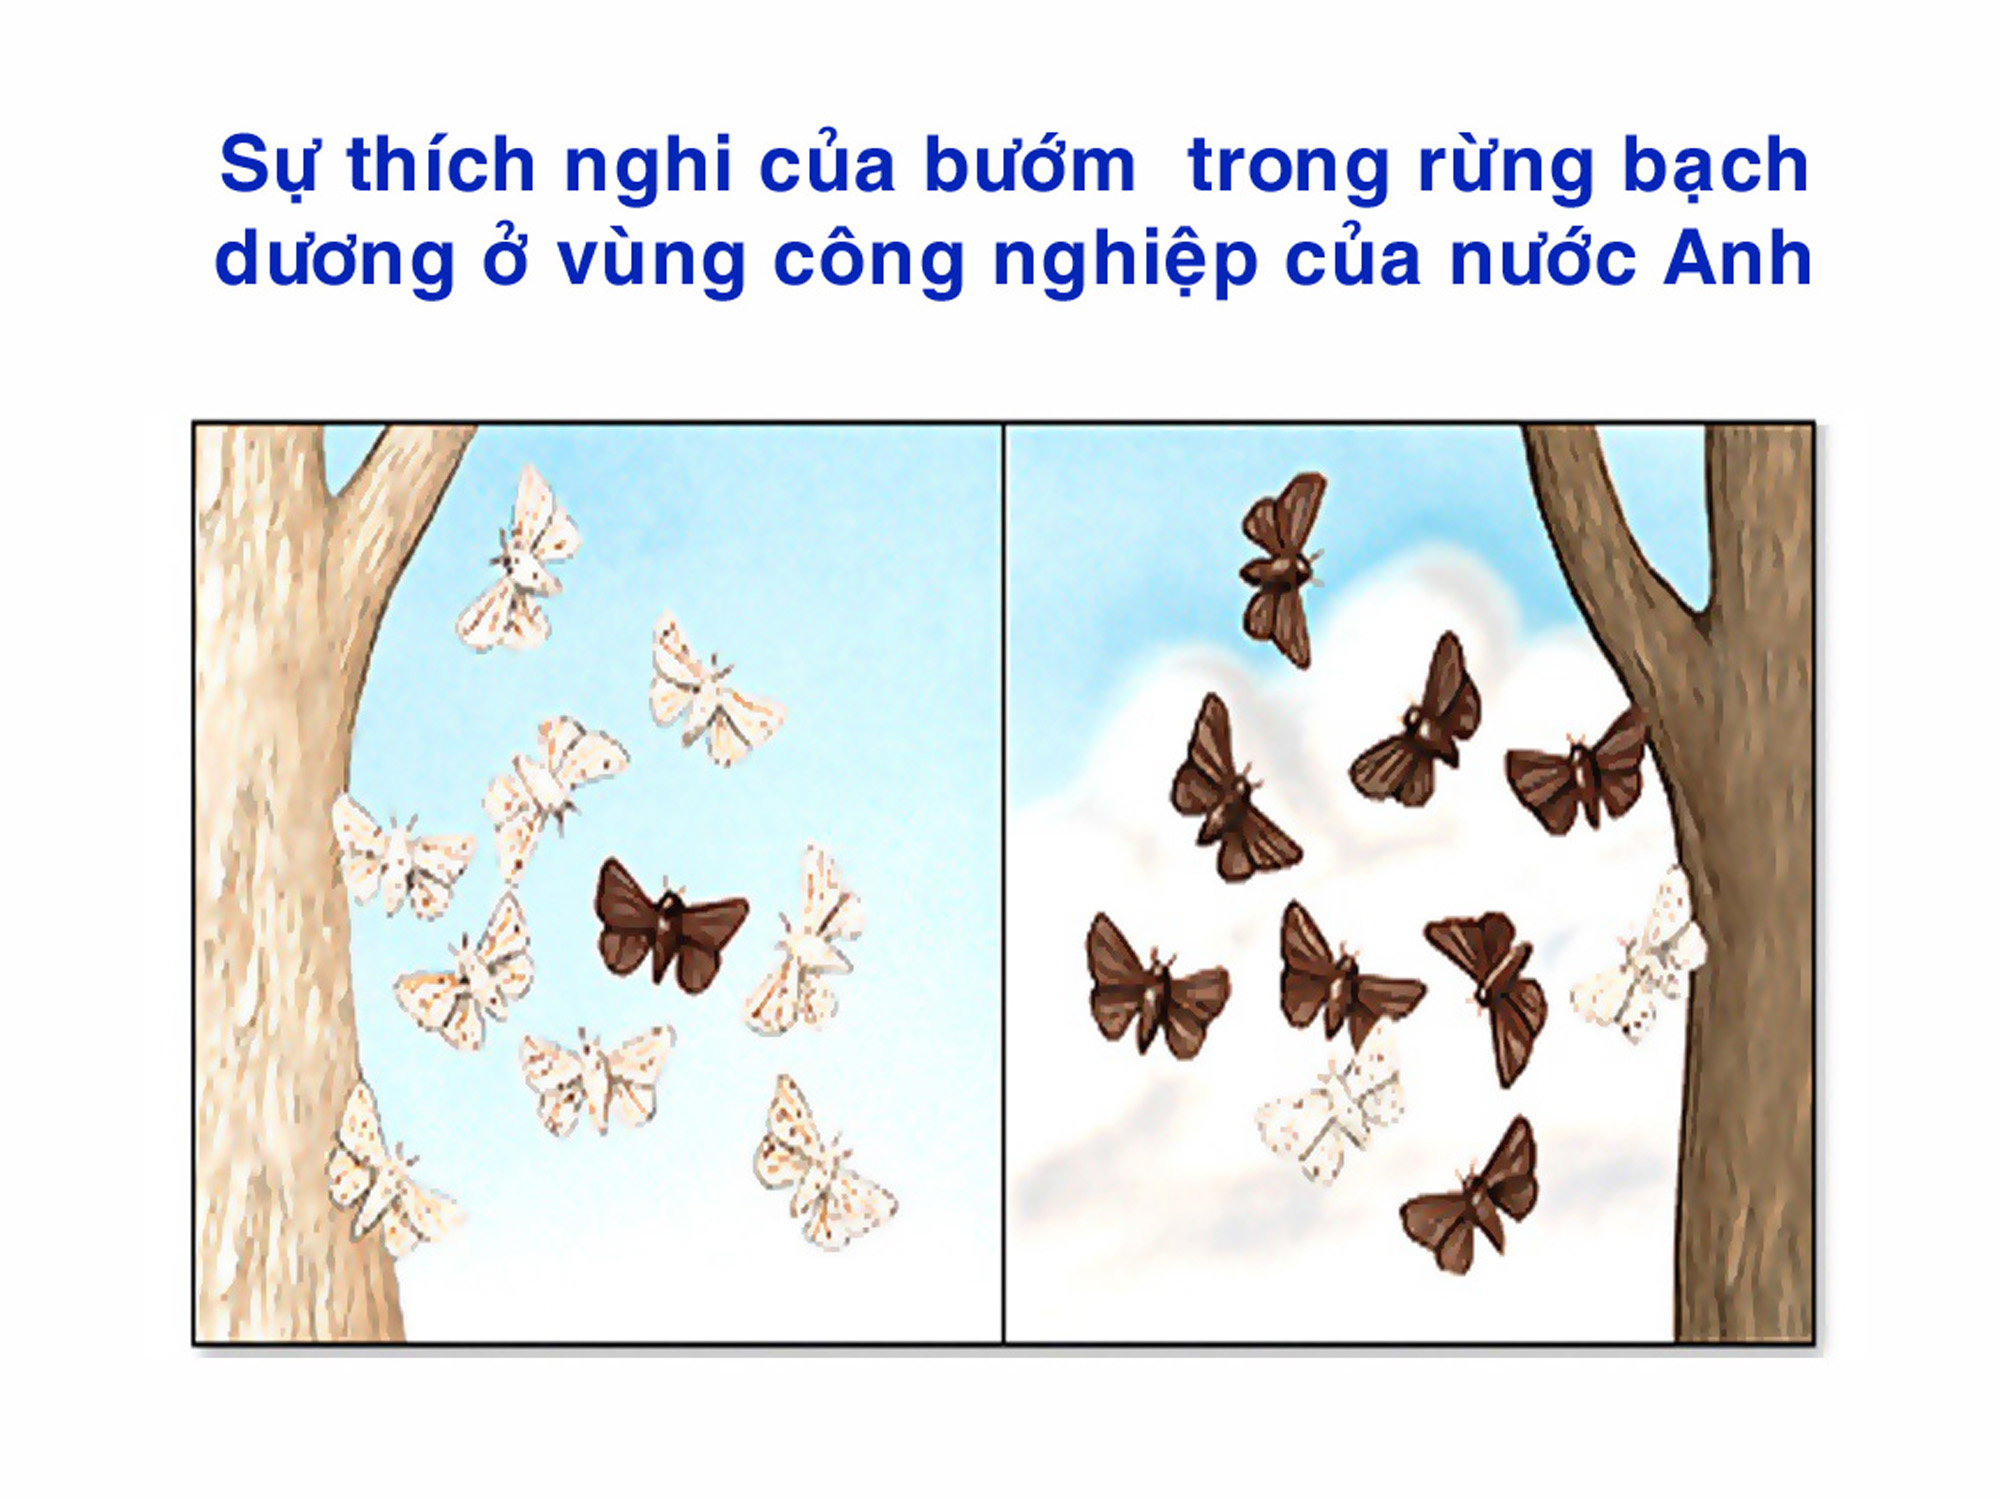 Sự thích nghi của bướm trong rừng bạch
dương ở vùng công nghiệp của nước Anh